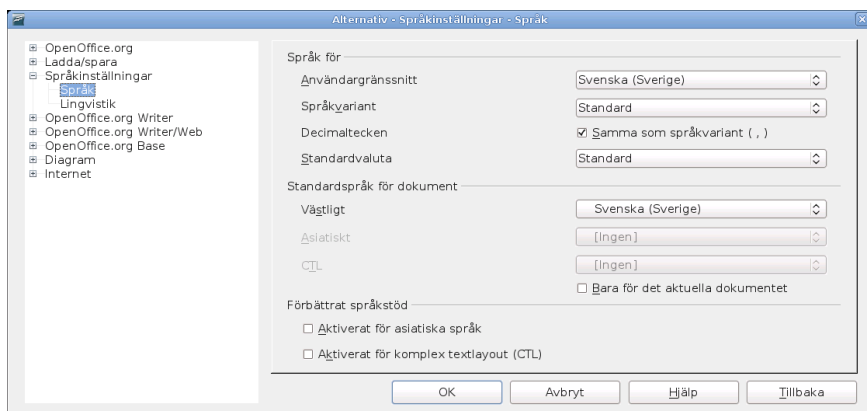 Alternativ - Språkinställningar - Språk
OpenOffice.org
Ladda/spara
Språkinställningar
Språk
Lingvistik
OpenOffice.org Writer
OpenOffice.org Writer/Web
OpenOffice.org Base
Diagram
Internet
Språk för
Användargränssnitt Svenska (Sverige)
Språkvariant Standard
Decimaltecken Samma som språkvariant ( , )
Standardvaluta Standard
Standardspråk för dokument
Västligt Svenska (Sverige)
Asiatiskt [Ingen]
CTL [Ingen]
Bara för det aktuella dokumentet
Förbättrat språkstöd
Aktiverat för asiatiska språk
Aktiverat för komplex textlayout (CTL)
OK Avbryt Hjälp Tillbaka